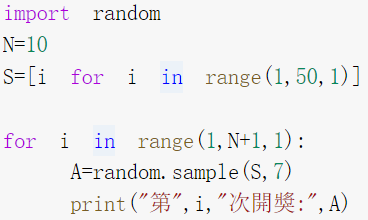 import random
N=10
S=[i for i in range(1,50,1)]
for i in range(1,N+1,1):
A=random.sample(S,7)
print("第",i,"次開獎:",A)